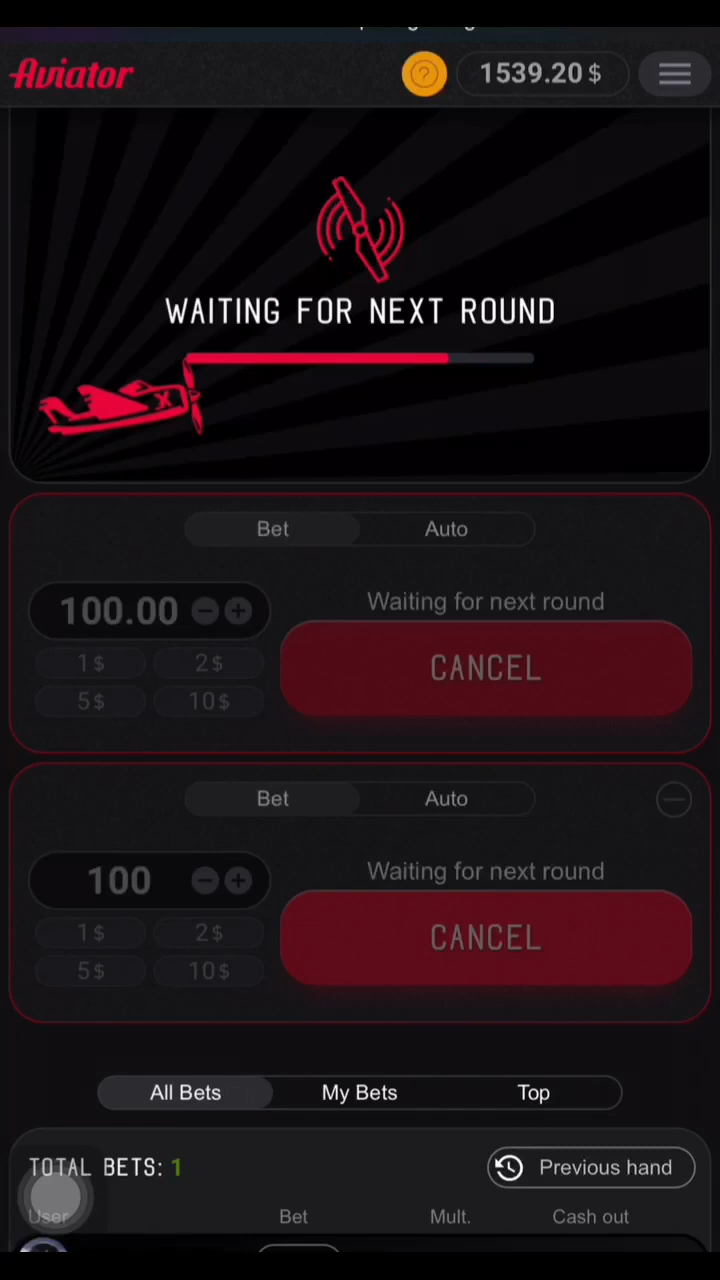 Aviator
1539.20 $
WAITING FOR NEXT ROUND
Bet Auto
100.00
Waiting for next round
1$ 2$
CANCEL
5$ 10$
Bet Auto
100
Waiting for next round
1$ 2$
CANCEL
5$ 10$
All Bets My Bets Top
TOTAL BETS: 1
Previous hand
User Bet Mult. Cash out